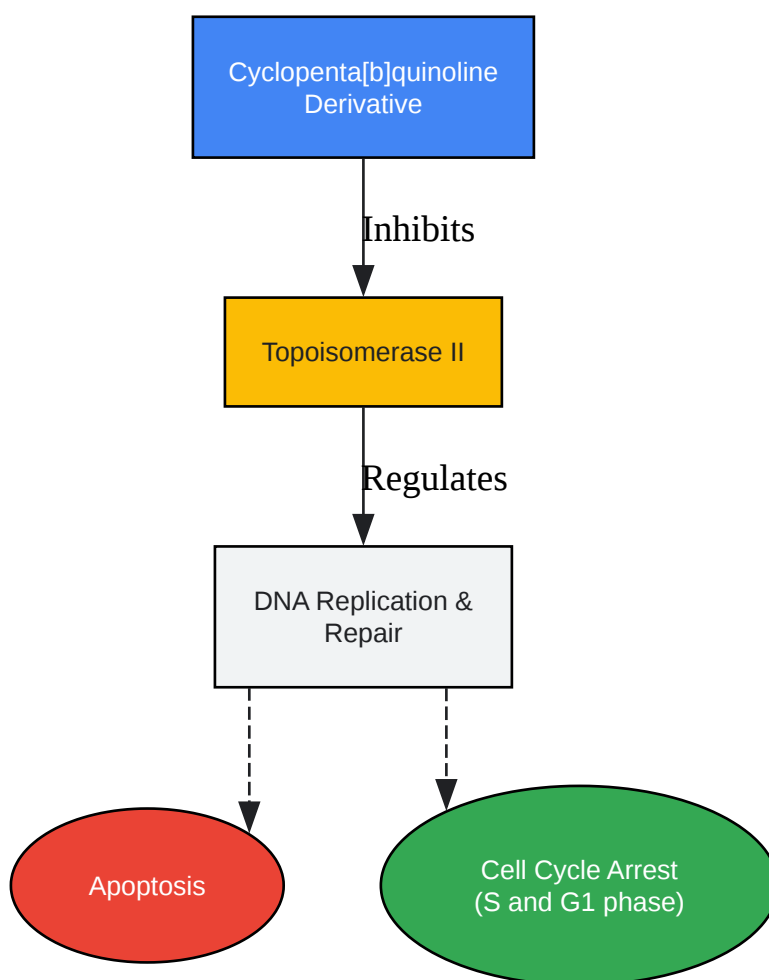 Cyclopenta[b]quinoline
Derivative
Inhibits
Topoisomerase II
Regulates
DNA Replication &
Repair
Apoptosis
Cell Cycle Arrest
(S and G1 phase)